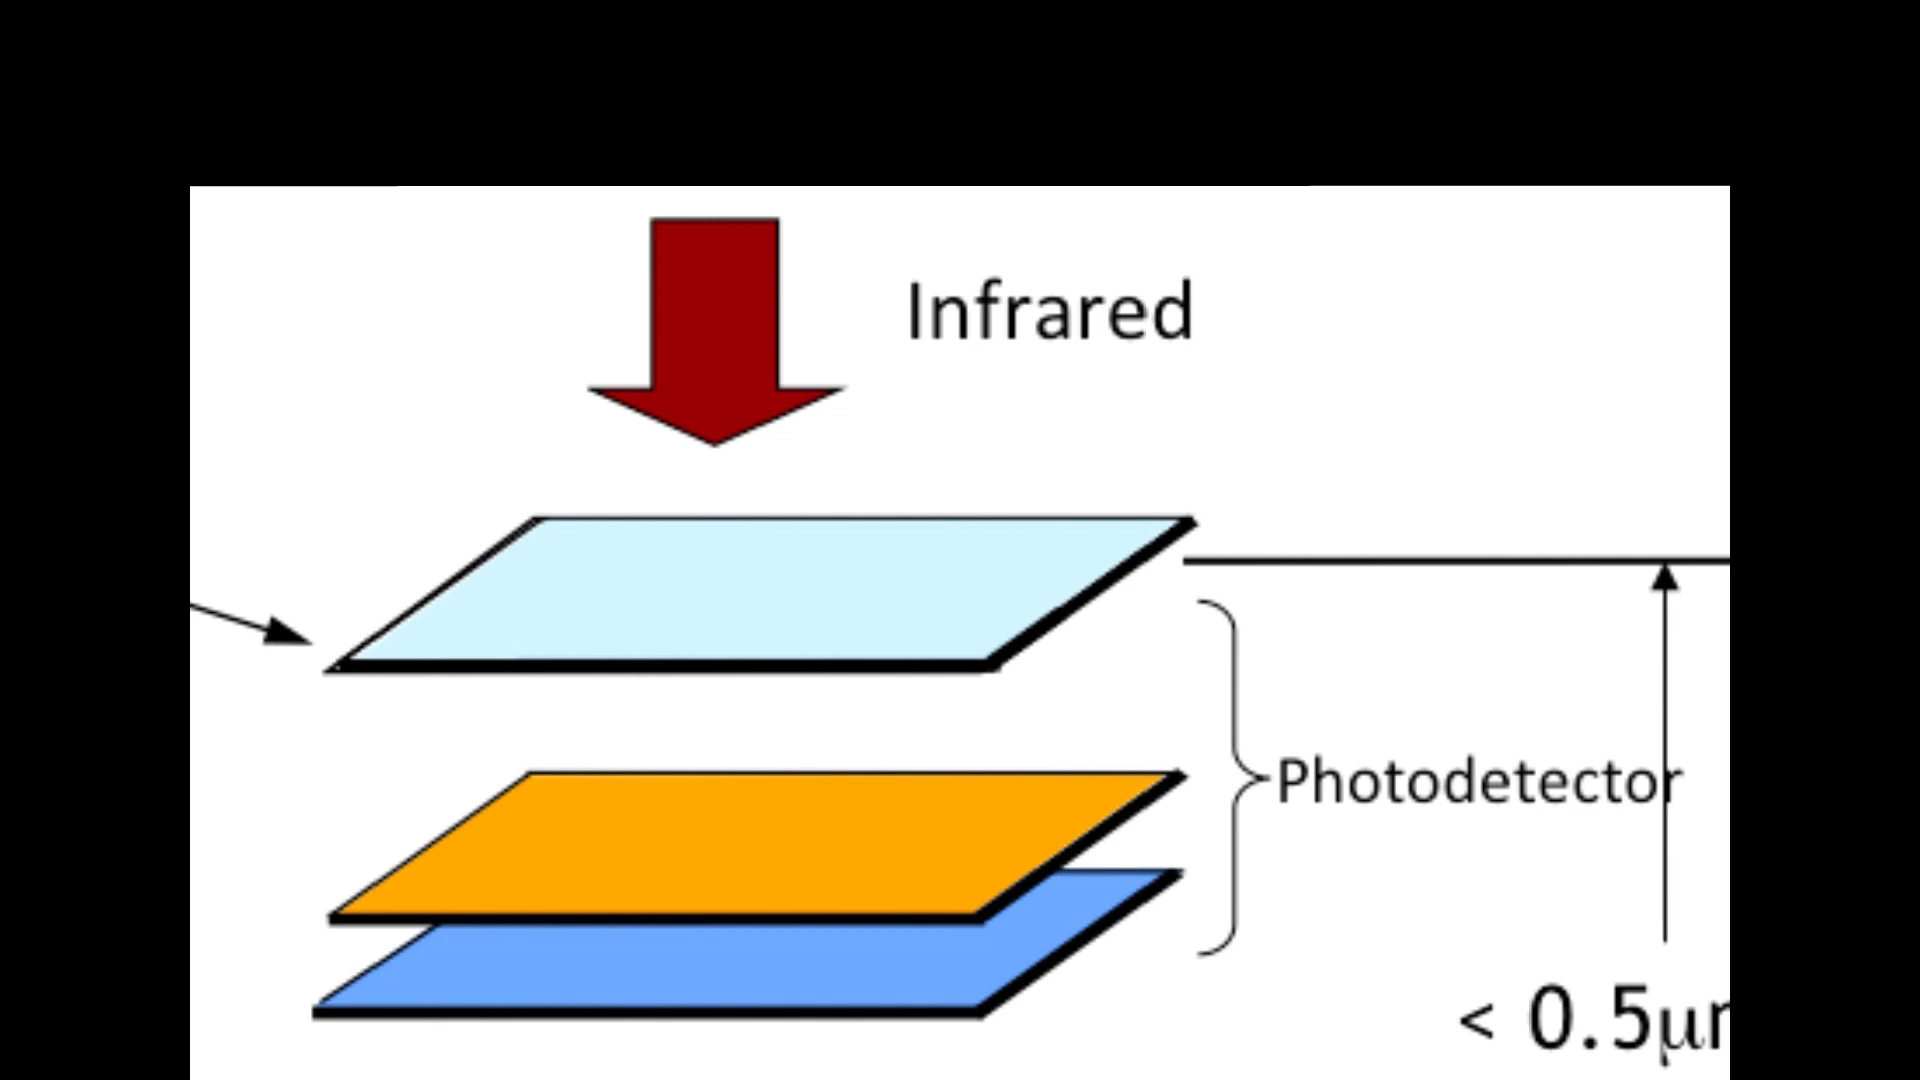 Infrared
Photodetector
< 0.5μ